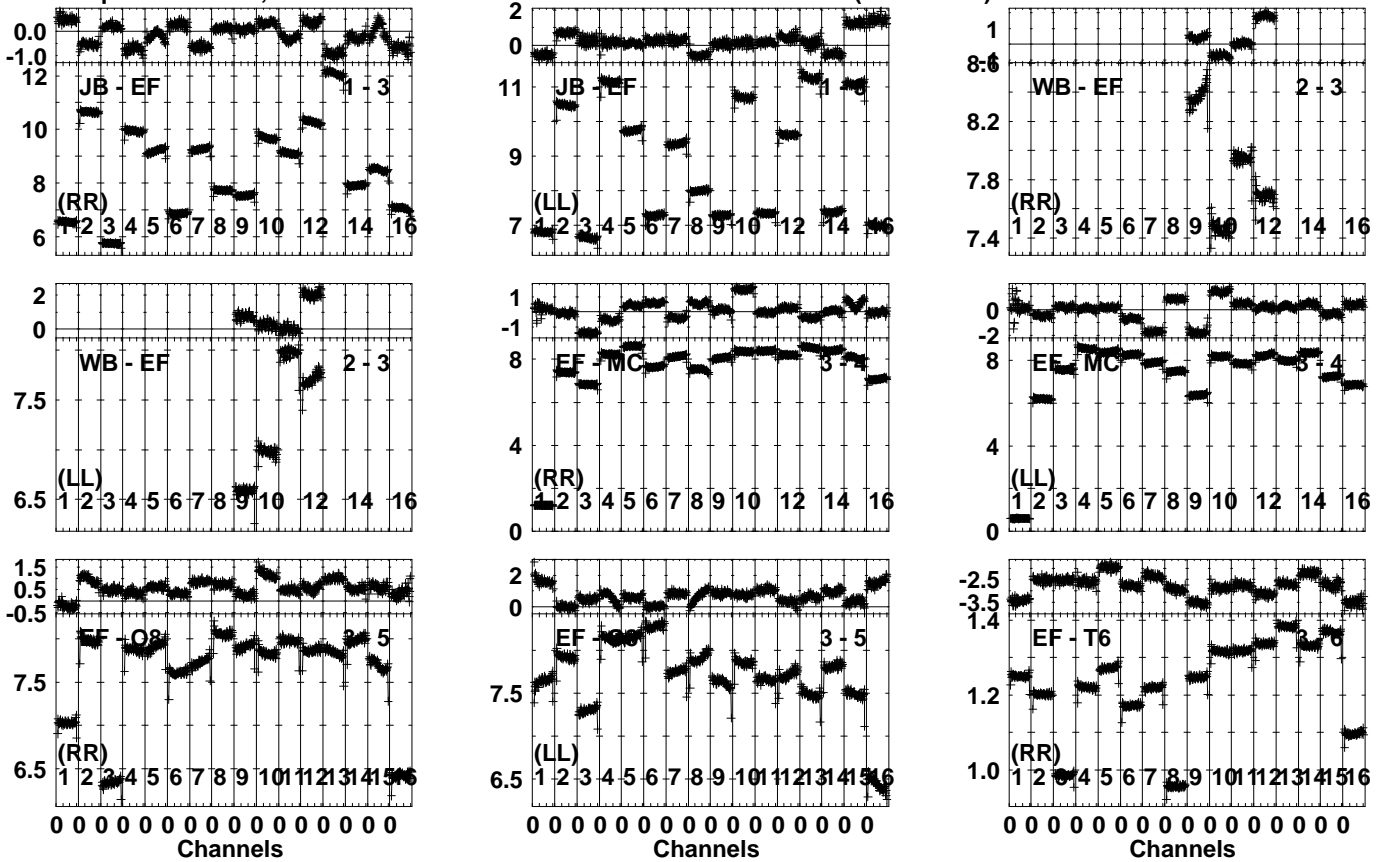 0.0
-1.0
12
10
8
6
JB - EF 1 - 3
(RR)
1 2 3 4 5 6 7 8 9 10 12 14 16
2
0
11
9
7
JB - EF
(LL)
1 2 3 4 5 6 7 8 9 10 12 14 16
1
8.6
8.2
7.8
7.4
WB - EF 2 - 3
(RR)
1 2 3 4 5 6 7 8 9 10 12 14 16
2
0
7.5
6.5
WB - EF 2 - 3
(LL)
1 2 3 4 5 6 7 8 9 10 12 14 16
1
-1
8
4
0
EF - MC 3 - 4
(RR)
1 2 3 4 5 6 7 8 9 10 12 14 16
0
-2
8
4
0
EF - MC 3 - 4
(LL)
1 2 3 4 5 6 7 8 9 10 12 14 16
1.5
0.5
-0.5
7.5
6.5
EF - O8 3 - 5
(RR)
1 2 3 4 5 6 7 8 9 10 11 12 13 14 15 16
0 0 0 0 0 0 0 0 0 0 0 0 0 0 0 0
Channels
2
0
7.5
6.5
EF - O8 3 - 5
(LL)
1 2 3 4 5 6 7 8 9 10 11 12 13 14 15 16
0 0 0 0 0 0 0 0 0 0 0 0 0 0 0 0
Channels
-2.5
-3.5
1.4
1.2
1.0
EF - T6 3 - 6
(RR)
1 2 3 4 5 6 7 8 9 10 11 12 13 14 15 16
0 0 0 0 0 0 0 0 0 0 0 0 0 0 0 0
Channels